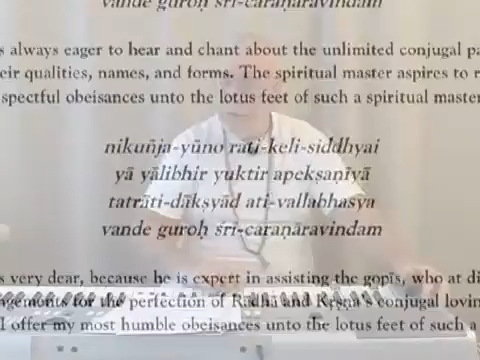 vande guroḥ śrī-caraṇāravindam
s always eager to hear and chant about the unlimited conjugal pa
eir qualities, names, and forms. The spiritual master aspires to r
spectful obeisances unto the lotus feet of such a spiritual master
nikuñja-yūno rati-keli-siddhyai
yā yālibhir yuktir apekṣaṇīyā
tatrāti-dākṣyād ati-vallabhasya
vande guroḥ śrī-caraṇāravindam
s very dear, because he is expert in assisting the gopīs, who at di
ngements for the perfection of Rādhā and Kṛṣṇa's conjugal lovin
I offer my most humble obeisances unto the lotus feet of such a